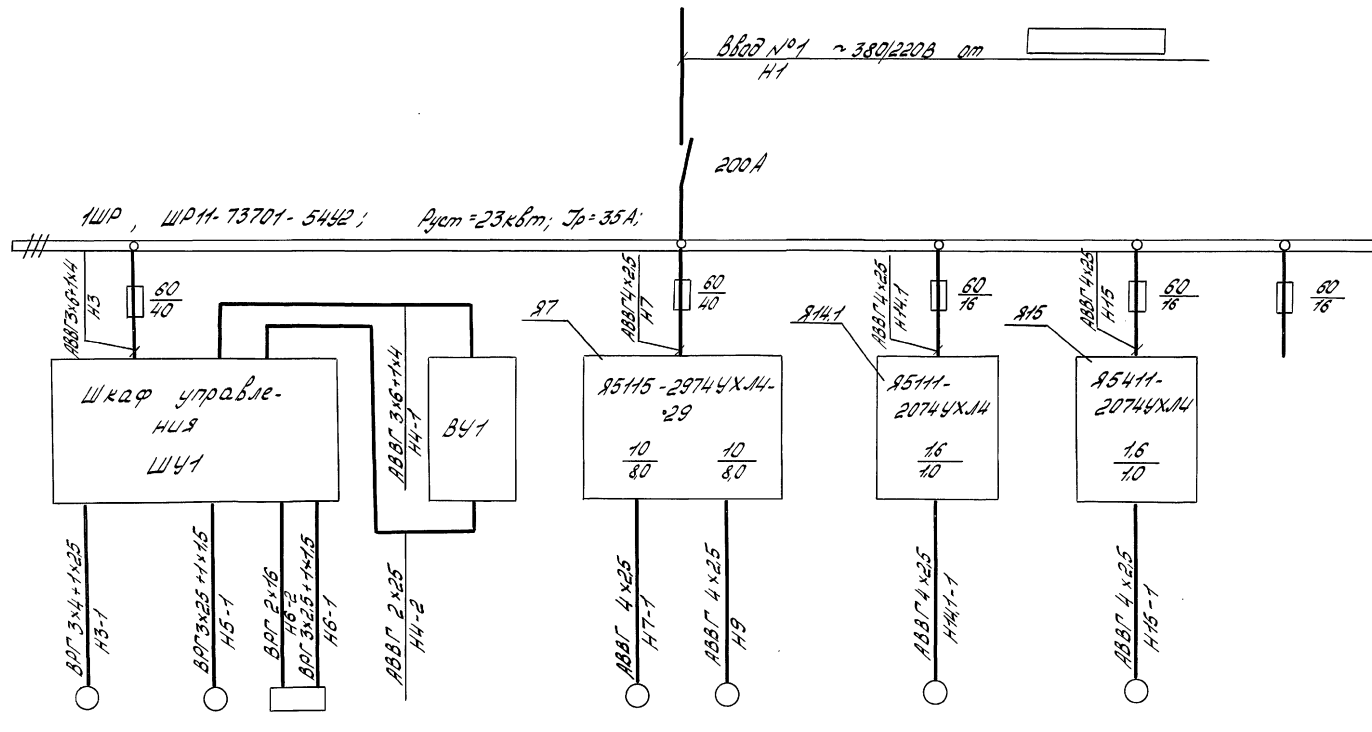 Ввод №1 ~380/220В от
Н1
200А
1ШР, ШР11-73701-54У2; Руст=23квт; Iр=35А;
АВВГ3х6+1х4
Н3
60
40
АВВГ4х2,5
Н7
60
40
АВВГ4х2,5
Н14.1
60
16
АВВГ4х2,5
Н15
60
16
60
16
Я7
Я14.1
Я15
Шкаф управле-
ния
ШУ1
АВВГ 3х6+1х4
Н4-1
ВУ1
Я5115-2974УХЛ4-
-29
10
8,0
10
8,0
Я5111-
2074УХЛ4
1,6
1,0
Я5411-
2074УХЛ4
1,6
1,0
ВРГ 3х4+1х2,5
Н3-1
ВРГ3х2,5+1х1,5
Н5-1
ВРГ 2х16
Н6-2
ВРГ3х2,5+1х1,5
Н6-1
АВВГ 2х25
Н4-2
АВВГ 4х2,5
Н7-1
АВВГ 4х2,5
Н9
АВВГ4х2,5
Н14.1-1
АВВГ 4х2,5
Н15-1